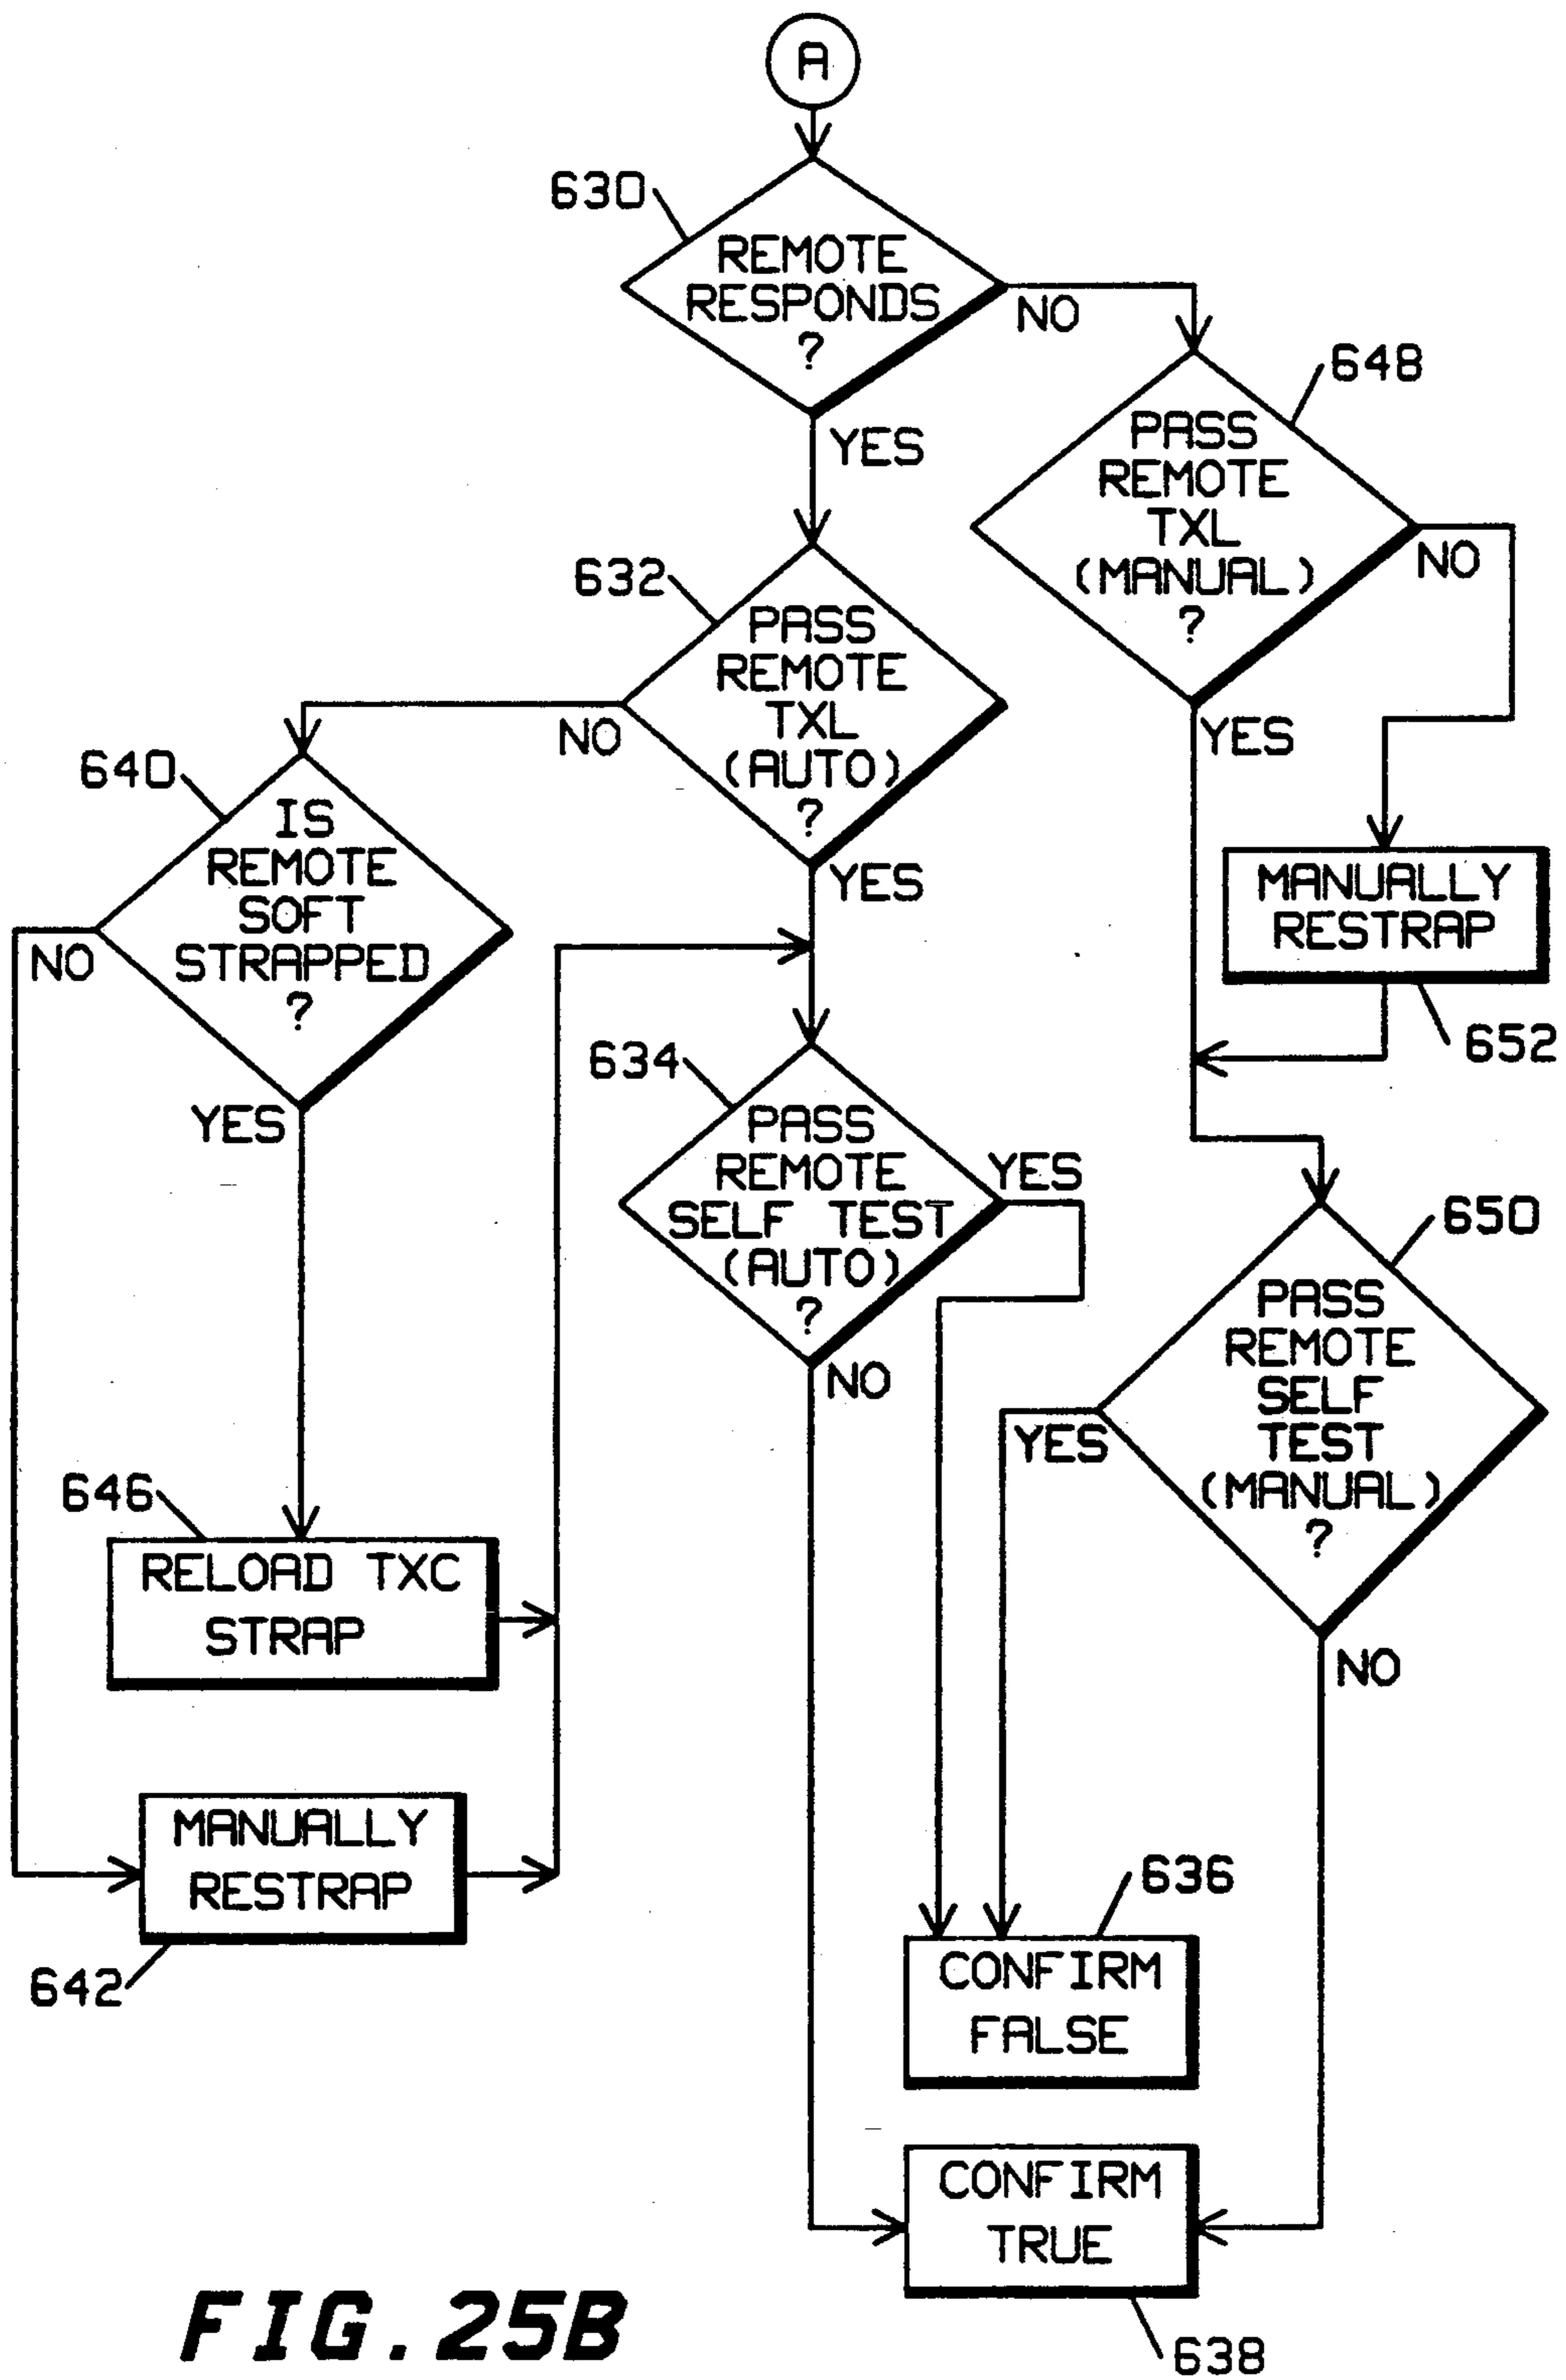 A
630
REMOTE
RESPONDS
?
NO
YES
648
PASS
REMOTE
TXL
(MANUAL)
?
NO
YES
632
PASS
REMOTE
TXL
(AUTO)
?
NO
YES
640
IS
REMOTE
SOFT
STRAPPED
?
NO
YES
MANUALLY
RESTRAP
652
634
PASS
REMOTE
SELF TEST
(AUTO)
?
YES
NO
650
PASS
REMOTE
SELF
TEST
(MANUAL)
?
YES
NO
646
RELOAD TXC
STRAP
MANUALLY
RESTRAP
642
636
CONFIRM
FALSE
CONFIRM
TRUE
638
FIG. 25B